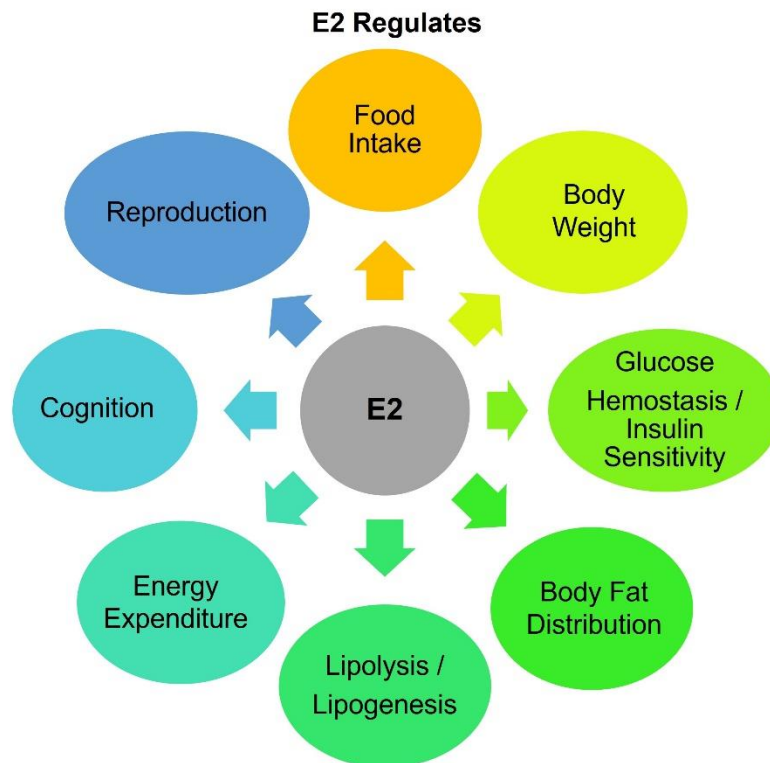 E2 Regulates
Food
Intake
Body
Weight
Glucose
Hemostasis /
Insulin
Sensitivity
Body Fat
Distribution
Lipolysis /
Lipogenesis
Energy
Expenditure
Cognition
Reproduction
E2